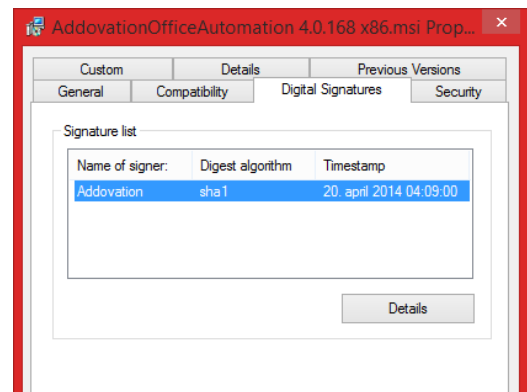 AddovationOfficeAutomation 4.0.168 x86.msi Prop...
Custom Details Previous Versions
General Compatibility Digital Signatures Security
Signature list
Name of signer: Digest algorithm Timestamp
Addovation sha1 20. april 2014 04:09:00
Details